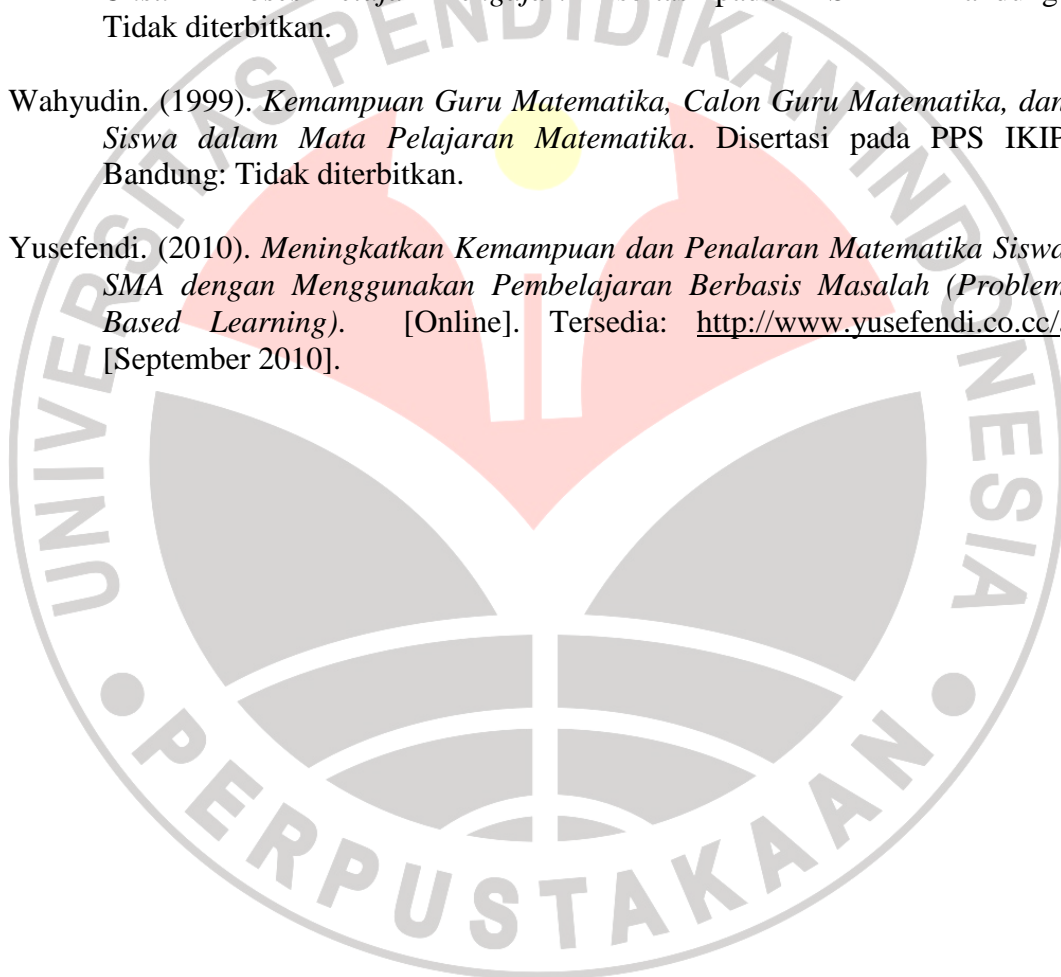 Tidak diterbitkan.
Wahyudin. (1999). Kemampuan Guru Matematika, Calon Guru Matematika, dan
Siswa dalam Mata Pelajaran Matematika. Disertasi pada PPS IKIP
Bandung: Tidak diterbitkan.
Yusefendi. (2010). Meningkatkan Kemampuan dan Penalaran Matematika Siswa
SMA dengan Menggunakan Pembelajaran Berbasis Masalah (Problem
Based Learning). [Online]. Tersedia: http://www.yusefendi.co.cc/.
[September 2010].
UNIVERSITAS PENDIDIKAN INDONESIA
PERPUSTAKAAN